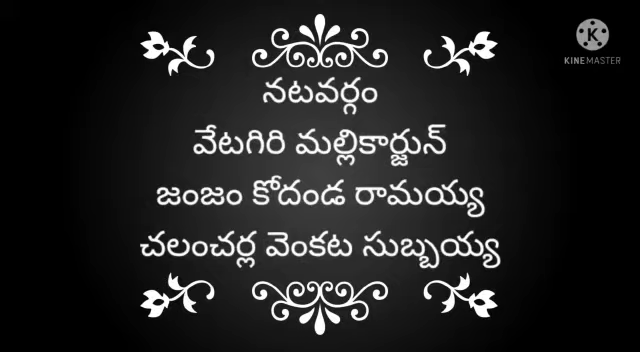 K
KINEMASTER
నటవర్గం
వేటగిరి మల్లికార్జున్
జంజం కోదండ రామయ్య
చలంచర్ల వెంకట సుబ్బయ్య